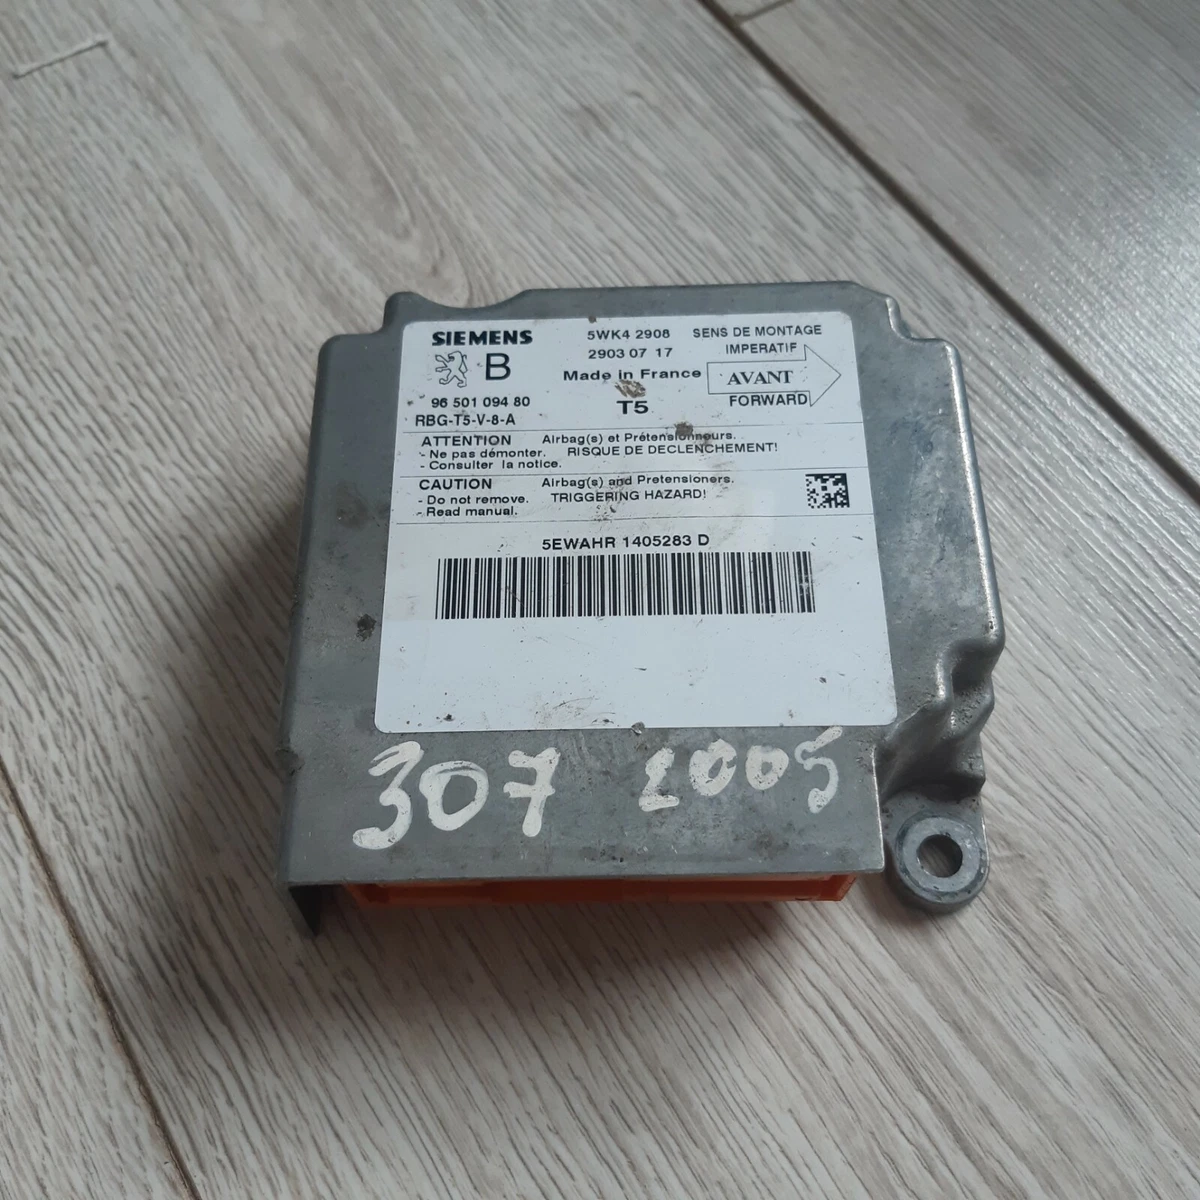 SIEMENS 5WK4 2908 SENS DE MONTAGE
B 2903 07 17 IMPERATIF
Made in France AVANT
96 501 094 80 T5 FORWARD
RBG-T5-V-8-A
ATTENTION Airbag(s) et Prétensionneurs.
- Ne pas démonter. RISQUE DE DECLENCHEMENT!
- Consulter la notice.
CAUTION Airbag(s) and Pretensioners.
- Do not remove. TRIGGERING HAZARD!
- Read manual.
5EWAHR 1405283 D
307 2005